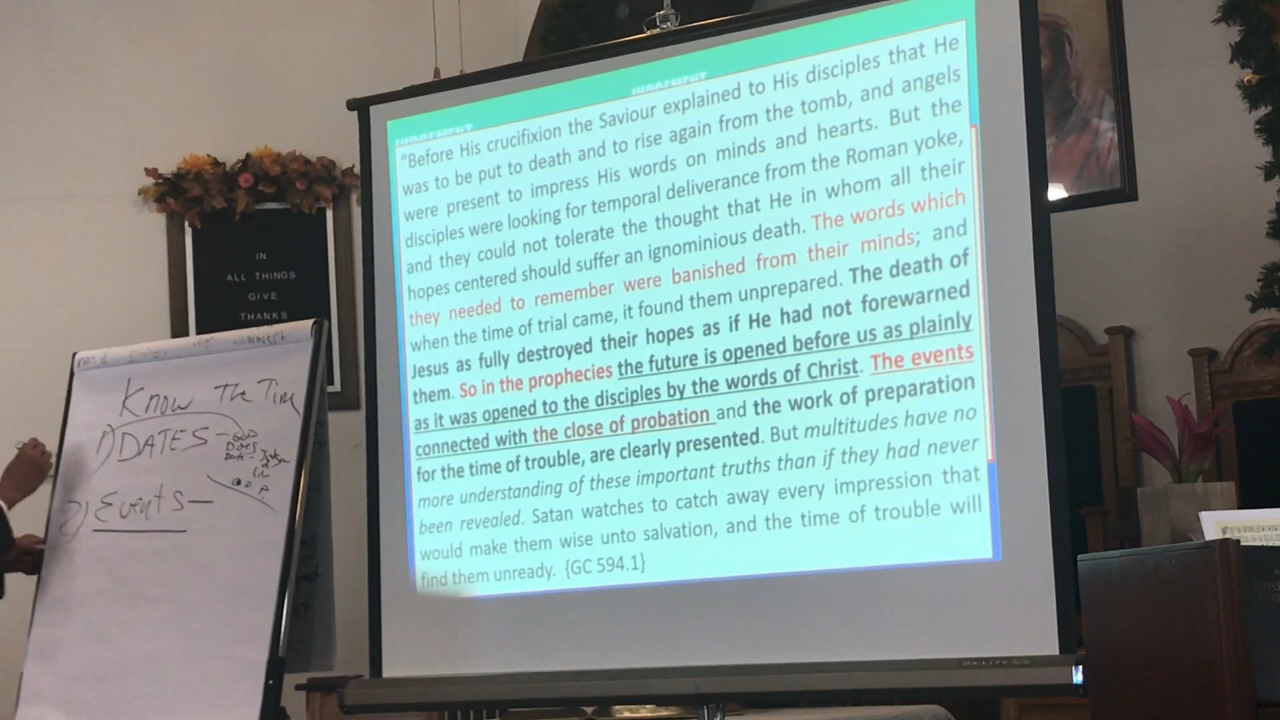 "Before His crucifixion the Saviour explained to His disciples that He
was to be put to death and to rise again from the tomb, and angels
were present to impress His words on minds and hearts. But the
disciples were looking for temporal deliverance from the Roman yoke,
and they could not tolerate the thought that He in whom all their
hopes centered should suffer an ignominious death. The words which
they needed to remember were banished from their minds; and
when the time of trial came, it found them unprepared. The death of
Jesus as fully destroyed their hopes as if He had not forewarned
them. So in the prophecies the future is opened before us as plainly
as it was opened to the disciples by the words of Christ. The events
connected with the close of probation and the work of preparation
for the time of trouble, are clearly presented. But multitudes have no
more understanding of these important truths than if they had never
been revealed. Satan watches to catch away every impression that
would make them wise unto salvation, and the time of trouble will
find them unready. {GC 594.1}
IN
ALL THINGS
GIVE
THANKS
Know The Tim
1) DATES -
2) Events -
DA-LITE